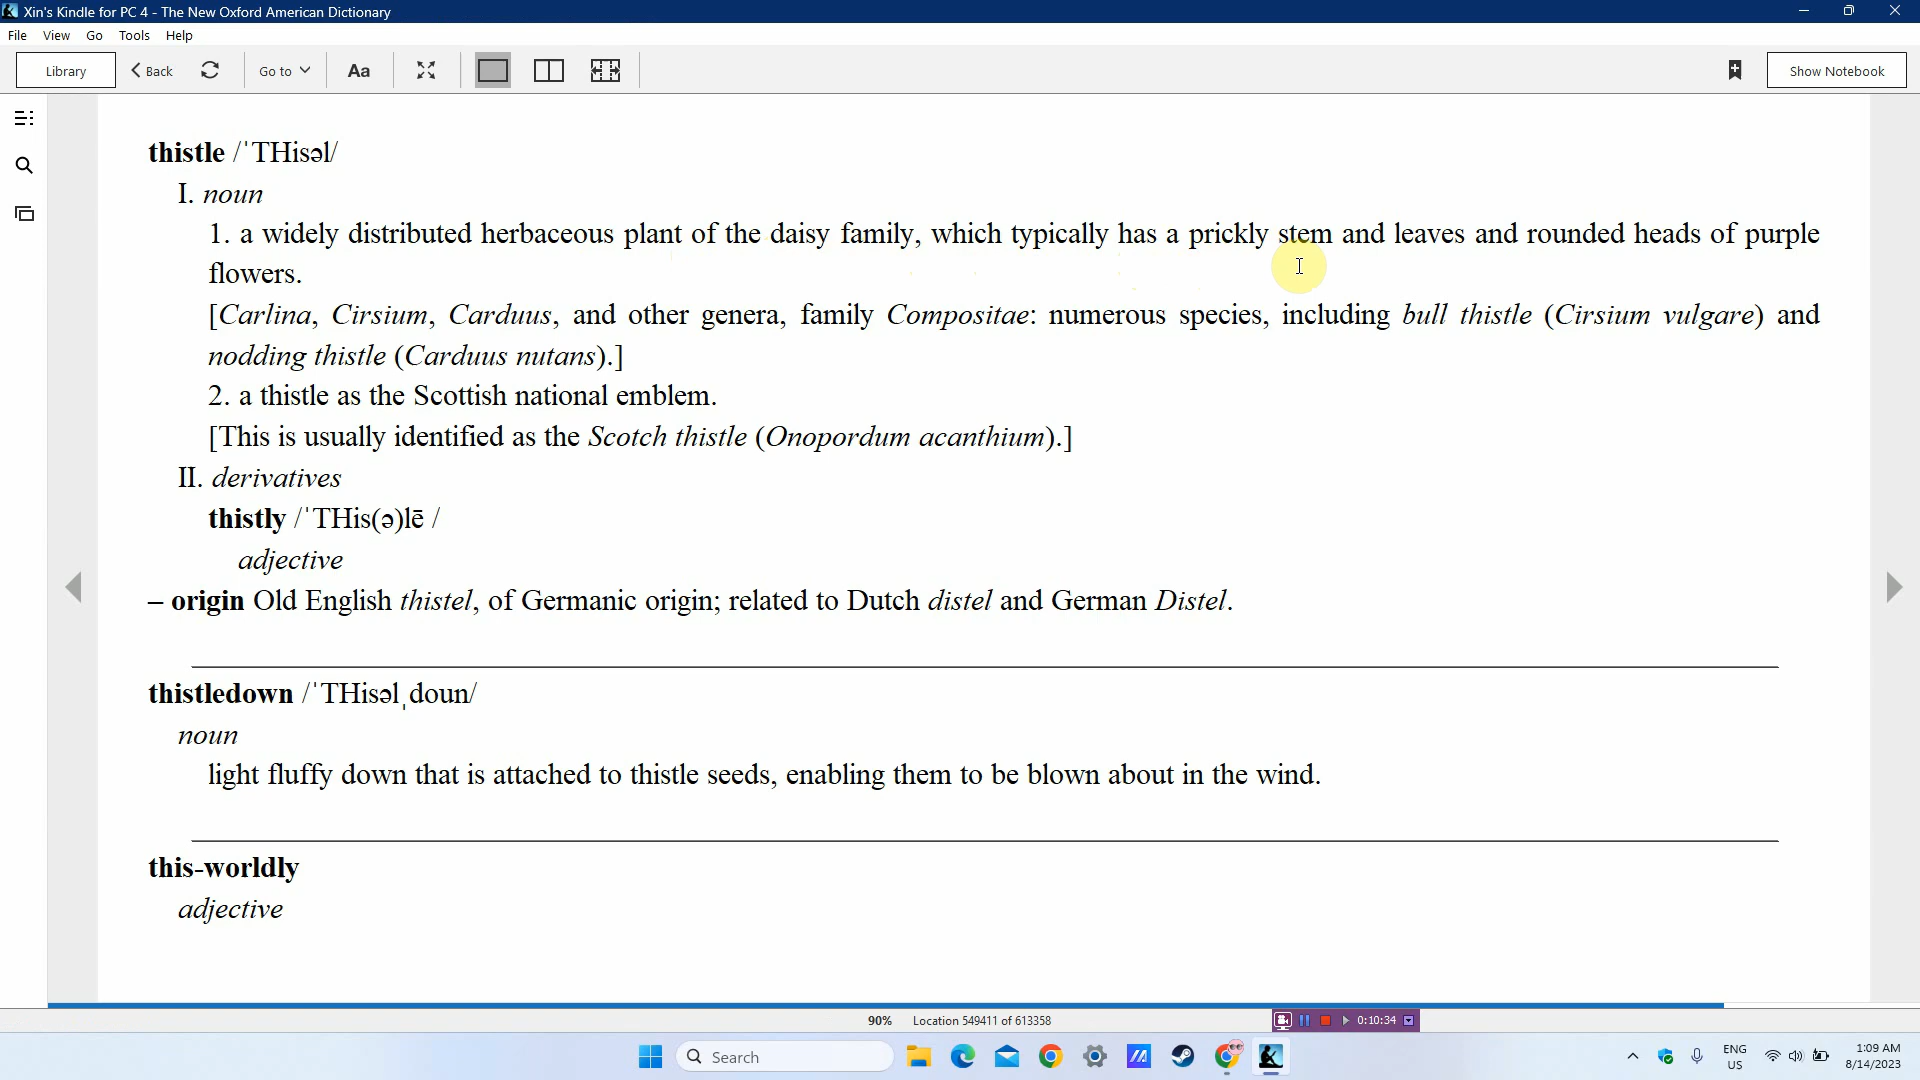 Xin's Kindle for PC 4 - The New Oxford American Dictionary
File View Go Tools Help
Library Back Go to Aa Show Notebook
thistle /ˈTHisəl/
I. noun
1. a widely distributed herbaceous plant of the daisy family, which typically has a prickly stem and leaves and rounded heads of purple
flowers.
[Carlina, Cirsium, Carduus, and other genera, family Compositae: numerous species, including bull thistle (Cirsium vulgare) and
nodding thistle (Carduus nutans).]
2. a thistle as the Scottish national emblem.
[This is usually identified as the Scotch thistle (Onopordum acanthium).]
II. derivatives
thistly /ˈTHis(ə)lē /
adjective
– origin Old English thistel, of Germanic origin; related to Dutch distel and German Distel.
thistledown /ˈTHisəlˌdoun/
noun
light fluffy down that is attached to thistle seeds, enabling them to be blown about in the wind.
this-worldly
adjective
90% Location 549411 of 613358 0:10:34
Search ENG 1:09 AM
US 8/14/2023